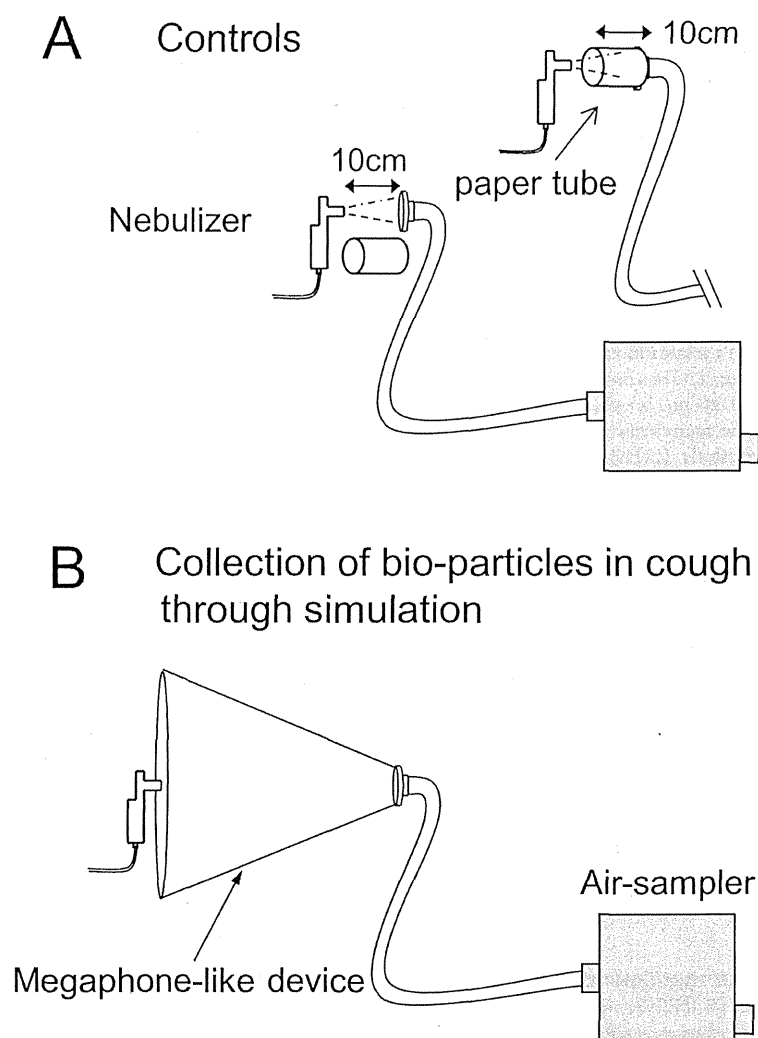 A Controls
10cm
paper tube
10cm
Nebulizer
B Collection of bio-particles in cough
through simulation
Air-sampler
Megaphone-like device